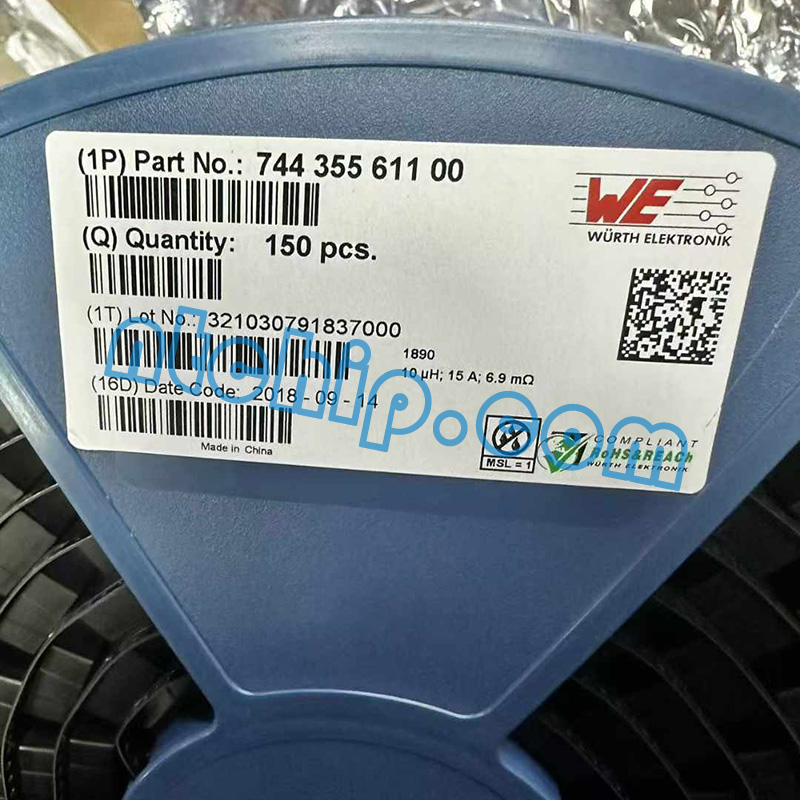 (1P) Part No.: 744 355 611 00
WE
WÜRTH ELEKTRONIK
(Q) Quantity: 150 pcs.
(1T) Lot No.: 321030791837000
1890
10 µH; 15 A; 6.9 mΩ
(16D) Date Code: 2018 - 09 - 14
Made in China
MSL = 1
COMPLIANT
RoHS&REACh
WÜRTH ELEKTRONIK
ntchip.com